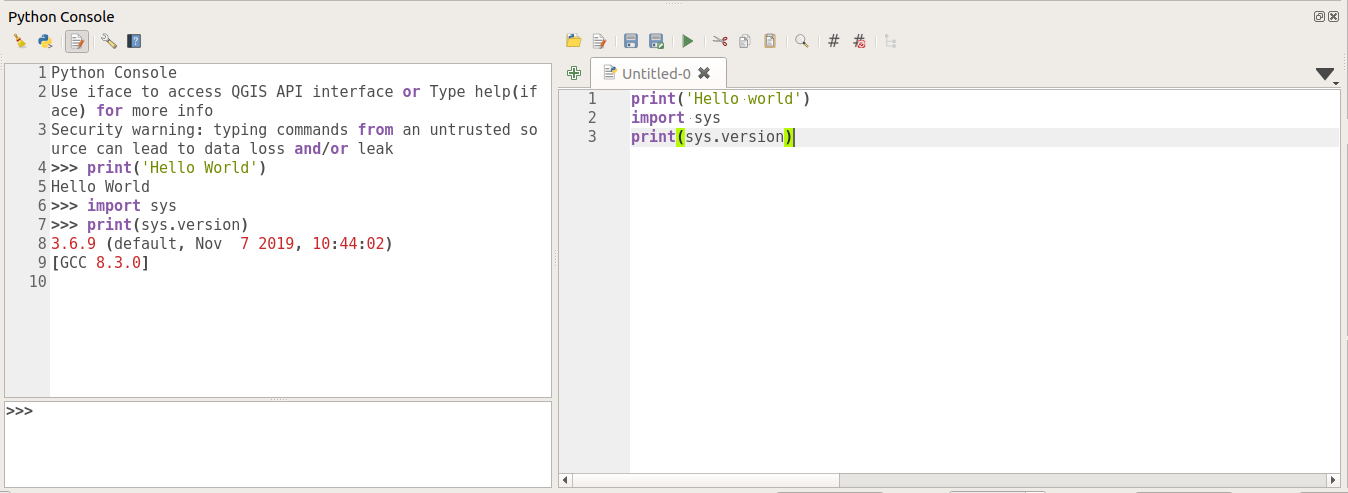 Python Console
1 Python Console
2 Use iface to access QGIS API interface or Type help(if
ace) for more info
3 Security warning: typing commands from an untrusted so
urce can lead to data loss and/or leak
4 >>> print('Hello World')
5 Hello World
6 >>> import sys
7 >>> print(sys.version)
8 3.6.9 (default, Nov  7 2019, 10:44:02)
9 [GCC 8.3.0]
10
>>>
# #
Untitled-0
1 print('Hello·world')
2 import·sys
3 print(sys.version)